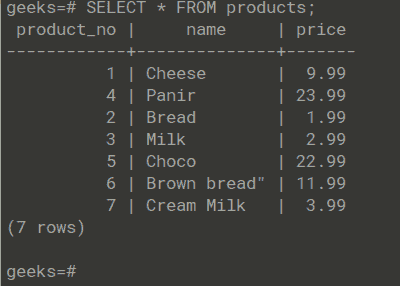 geeks=# SELECT * FROM products;
 product_no |     name     | price
------------+--------------+-------
          1 | Cheese       |  9.99
          4 | Panir        | 23.99
          2 | Bread        |  1.99
          3 | Milk         |  2.99
          5 | Choco        | 22.99
          6 | Brown bread" | 11.99
          7 | Cream Milk   |  3.99
(7 rows)

geeks=#